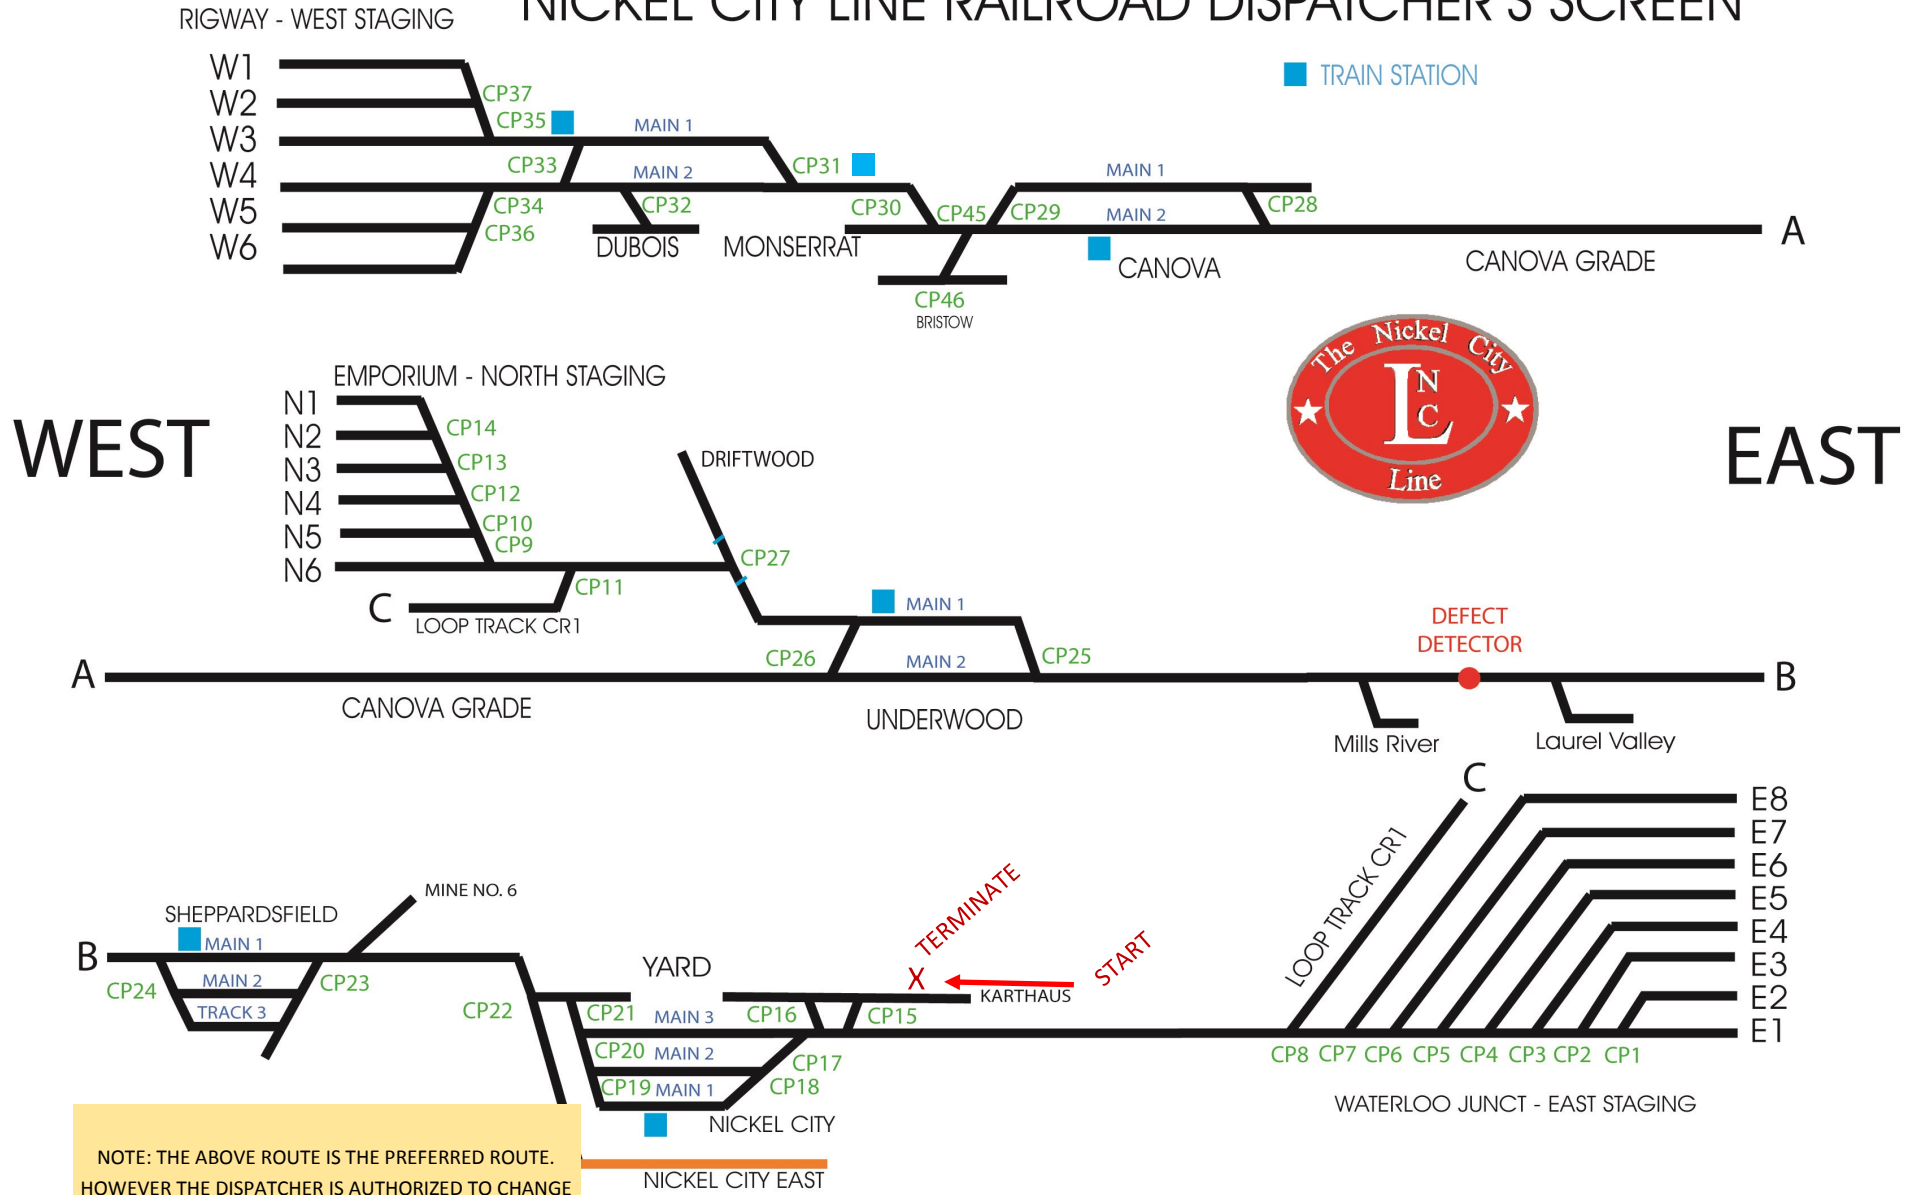 NICKEL CITY LINE RAILROAD DISPATCHER'S SCREEN
RIGWAY - WEST STAGING
W1
W2
W3
W4
W5
W6
CP37
CP35
CP33
CP34
CP36
MAIN 1
MAIN 2
CP32
DUBOIS
CP31
MONSERRAT
CP30
CP45
CP29
CP46
BRISTOW
MAIN 1
MAIN 2
CP28
CANOVA
CANOVA GRADE
A
TRAIN STATION
WEST
EAST
The Nickel City
L N C
Line
EMPORIUM - NORTH STAGING
N1
N2
N3
N4
N5
N6
CP14
CP13
CP12
CP10
CP9
CP11
C
LOOP TRACK CR1
DRIFTWOOD
CP27
MAIN 1
MAIN 2
CP26
CP25
A
CANOVA GRADE
UNDERWOOD
DEFECT
DETECTOR
B
Mills River
Laurel Valley
SHEPPARDSFIELD
MINE NO. 6
B
MAIN 1
MAIN 2
TRACK 3
CP24
CP23
CP22
YARD
CP21
MAIN 3
CP20
MAIN 2
CP19
MAIN 1
CP16
CP15
CP17
CP18
NICKEL CITY
NICKEL CITY EAST
X
TERMINATE
START
KARTHAUS
C
LOOP TRACK CR1
E8
E7
E6
E5
E4
E3
E2
E1
CP8
CP7
CP6
CP5
CP4
CP3
CP2
CP1
WATERLOO JUNCT - EAST STAGING
NOTE: THE ABOVE ROUTE IS THE PREFERRED ROUTE.
HOWEVER THE DISPATCHER IS AUTHORIZED TO CHANGE